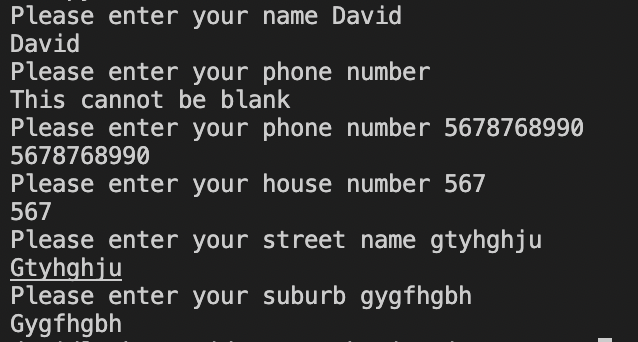 Please enter your name David
David
Please enter your phone number
This cannot be blank
Please enter your phone number 5678768990
5678768990
Please enter your house number 567
567
Please enter your street name gtyhghju
Gtyhghju
Please enter your suburb gygfhgbh
Gygfhgbh